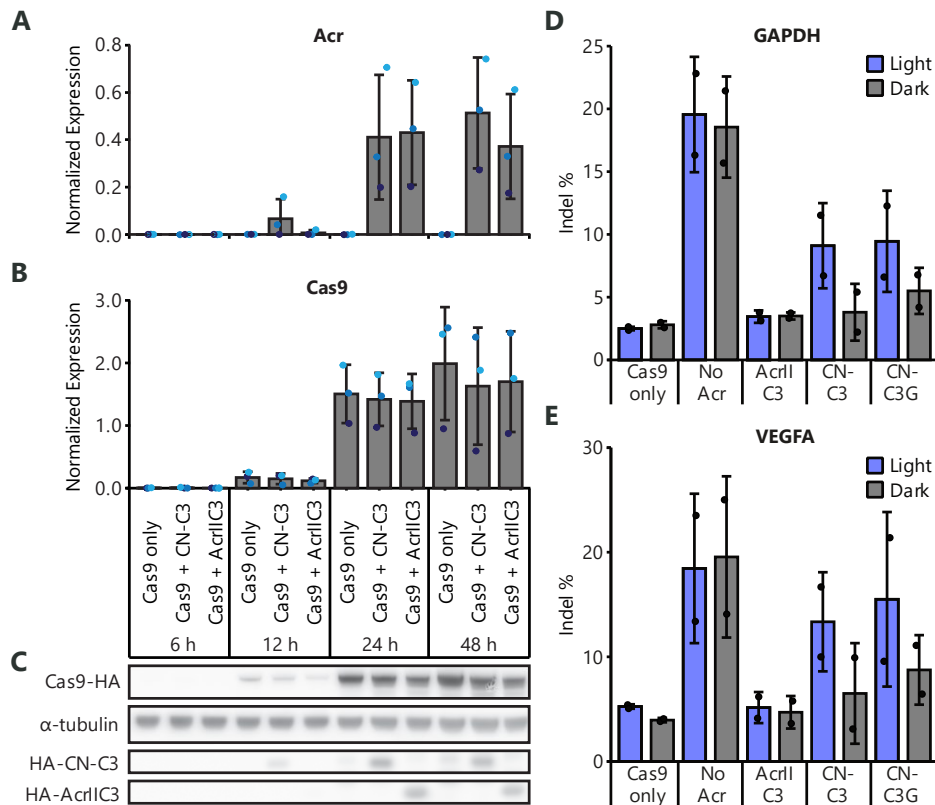 A
Acr
Normalized Expression
0.8
0.6
0.4
0.2
0.0
B
Cas9
Normalized Expression
3.0
2.0
1.0
0.0
Cas9 only
Cas9 + CN-C3
Cas9 + AcrIIC3
Cas9 only
Cas9 + CN-C3
Cas9 + AcrIIC3
Cas9 only
Cas9 + CN-C3
Cas9 + AcrIIC3
Cas9 only
Cas9 + CN-C3
Cas9 + AcrIIC3
6 h 12 h 24 h 48 h
C
Cas9-HA
α-tubulin
HA-CN-C3
HA-AcrIIC3
D
GAPDH
Light
Dark
Indel %
25
20
15
10
5
0
Cas9 No AcrII CN- CN-
only Acr C3 C3 C3G
E
VEGFA
Light
Dark
Indel %
30
20
10
0
Cas9 No AcrII CN- CN-
only Acr C3 C3 C3G